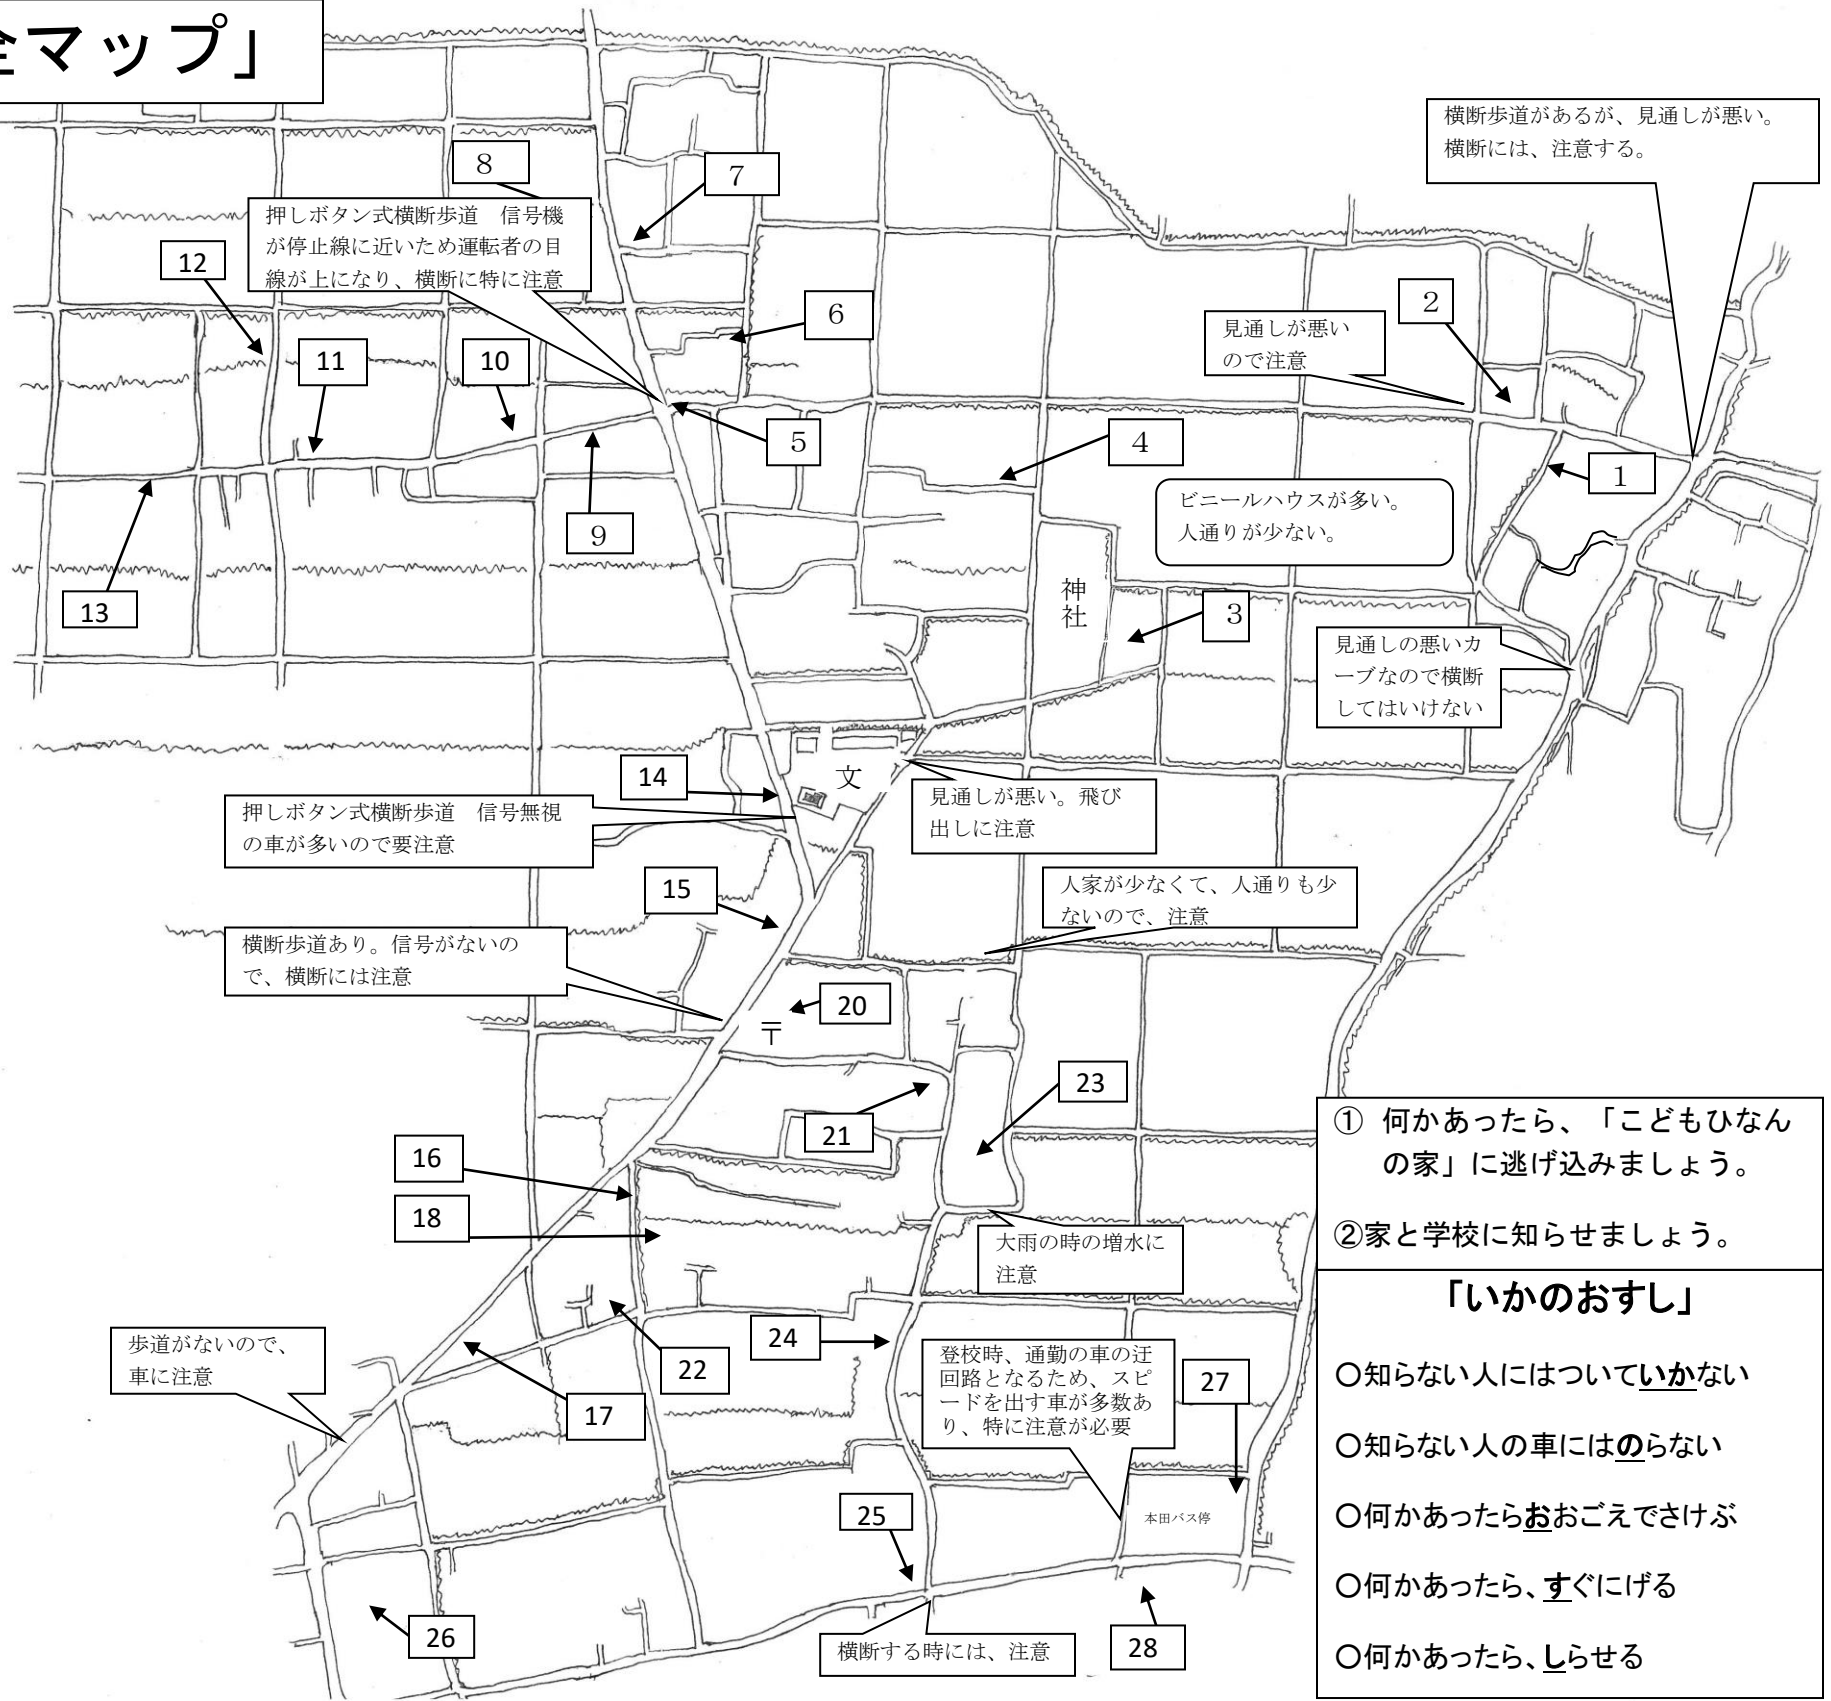 全マップ」
横断歩道があるが、見通しが悪い。
横断には、注意する。
8
7
押しボタン式横断歩道　信号機
が停止線に近いため運転者の目
線が上になり、横断に特に注意
12
6
2
見通しが悪い
ので注意
11
10
5
4
1
9
ビニールハウスが多い。
人通りが少ない。
13
神社
3
見通しの悪いカ
ーブなので横断
してはいけない
14
文
押しボタン式横断歩道　信号無視
の車が多いので要注意
見通しが悪い。飛び
出しに注意
15
人家が少なくて、人通りも少
ないので、注意
横断歩道あり。信号がないの
で、横断には注意
20
〒
23
21
16
18
大雨の時の増水に
注意
歩道がないので、
車に注意
24
22
17
登校時、通勤の車の迂
回路となるため、スピ
ードを出す車が多数あ
り、特に注意が必要
27
25
本田バス停
26
横断する時には、注意
28
① 何かあったら、「こどもひなん
の家」に逃げ込みましょう。
②家と学校に知らせましょう。
「いかのおすし」
○知らない人にはついていかない
○知らない人の車にはのらない
○何かあったらおおごえでさけぶ
○何かあったら、すぐにげる
○何かあったら、しらせる